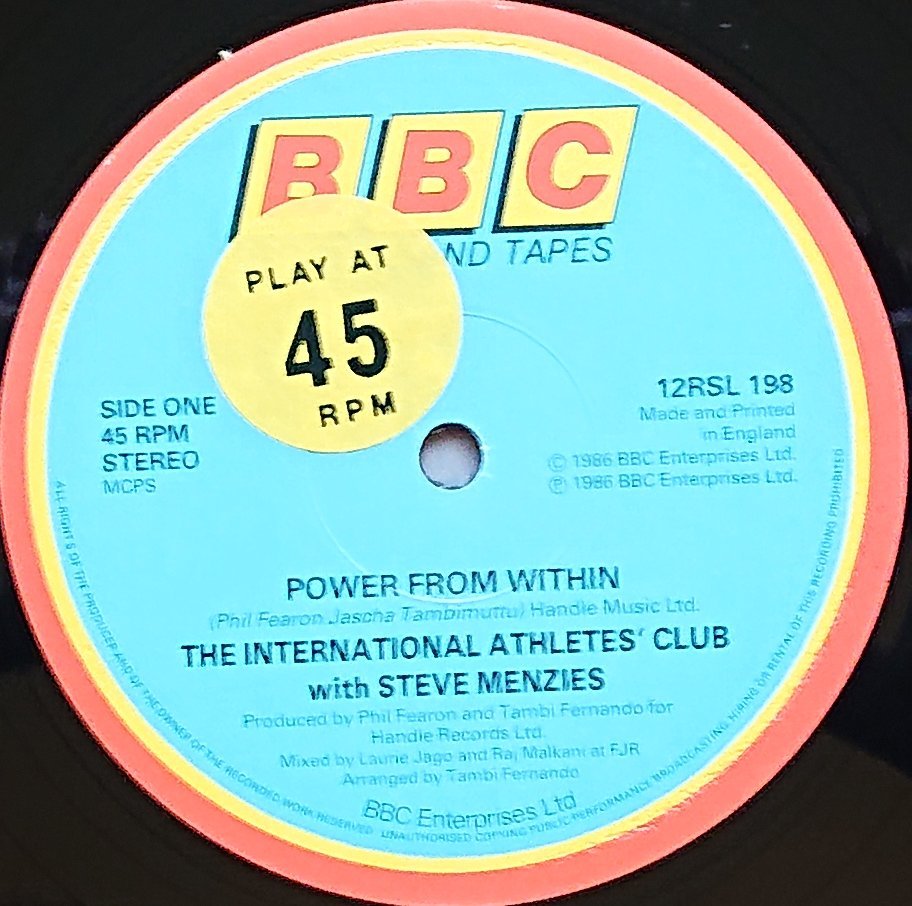 BBC
ND TAPES
PLAY AT
45
RPM
SIDE ONE
45 RPM
STEREO
MCPS
12RSL 198
Made and Printed
in England
© 1986 BBC Enterprises Ltd.
℗ 1986 BBC Enterprises Ltd.
POWER FROM WITHIN
(Phil Fearon Jascha Tambimuttu) Handle Music Ltd.
THE INTERNATIONAL ATHLETES' CLUB
with STEVE MENZIES
Produced by Phil Fearon and Tambi Fernando for
Handle Records Ltd.
Mixed by Laurie Jago and Raj Malkani at FJR
Arranged by Tambi Fernando
BBC Enterprises Ltd
ALL RIGHTS OF THE PRODUCER AND OF THE OWNER OF THE RECORDED WORK RESERVED UNAUTHORISED COPYING PUBLIC PERFORMANCE BROADCASTING HIRING OR RENTAL OF THIS RECORDING PROHIBITED